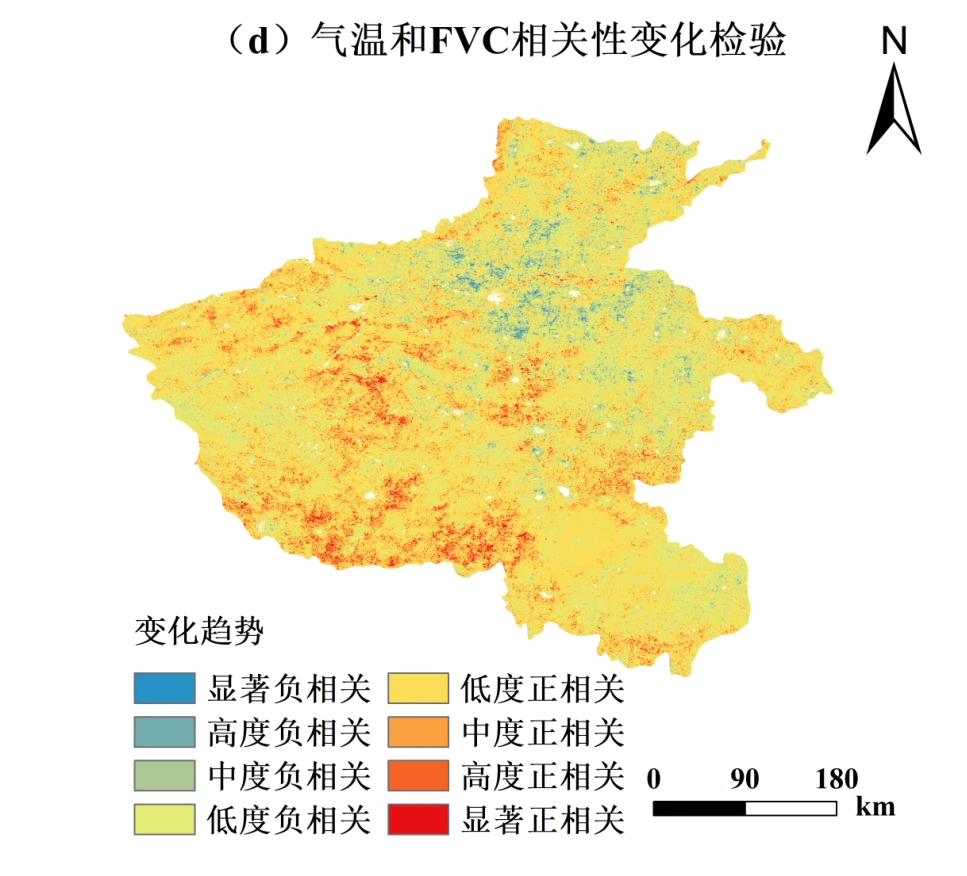 (d)气温和FVC相关性变化检验
N
变化趋势
显著负相关 低度正相关
高度负相关 中度正相关
中度负相关 高度正相关
低度负相关 显著正相关
0 90 180
km